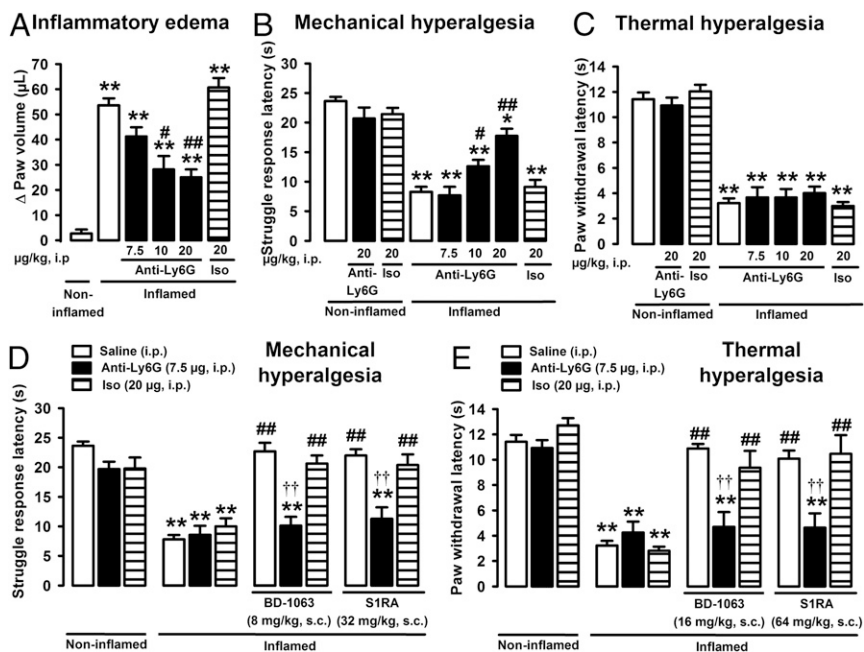 A Inflammatory edema
Δ Paw volume (µL)
70
60
50
40
30
20
10
0
**
**
#
**
##
**
**
7.5 10 20 20
µg/kg, i.p
Anti-Ly6G Iso
Non-
inflamed
Inflamed
B Mechanical hyperalgesia
Struggle response latency (s)
30
25
20
15
10
5
0
**
**
#
**
##
*
**
20 20 7.5 10 20 20
µg/kg, i.p.
Anti-
Ly6G
Iso
Anti-Ly6G
Iso
Non-inflamed Inflamed
C Thermal hyperalgesia
Paw withdrawal latency (s)
14
12
10
8
6
4
2
0
**
**
**
**
**
20 20 7.5 10 20 20
µg/kg, i.p.
Anti-
Ly6G
Iso
Anti-Ly6G
Iso
Non-inflamed Inflamed
D
Saline (i.p.)
Anti-Ly6G (7.5 µg, i.p.)
Iso (20 µg, i.p.)
Mechanical
hyperalgesia
Struggle response latency (s)
30
25
20
15
10
5
0
** ** **
##
††
**
##
##
††
**
##
BD-1063
(8 mg/kg, s.c.)
S1RA
(32 mg/kg, s.c.)
Non-inflamed Inflamed
E
Saline (i.p.)
Anti-Ly6G (7.5 µg, i.p.)
Iso (20 µg, i.p.)
Thermal
hyperalgesia
Paw withdrawal latency (s)
14
12
10
8
6
4
2
0
** ** **
##
††
**
##
##
††
**
##
BD-1063
(16 mg/kg, s.c.)
S1RA
(64 mg/kg, s.c.)
Non-inflamed Inflamed